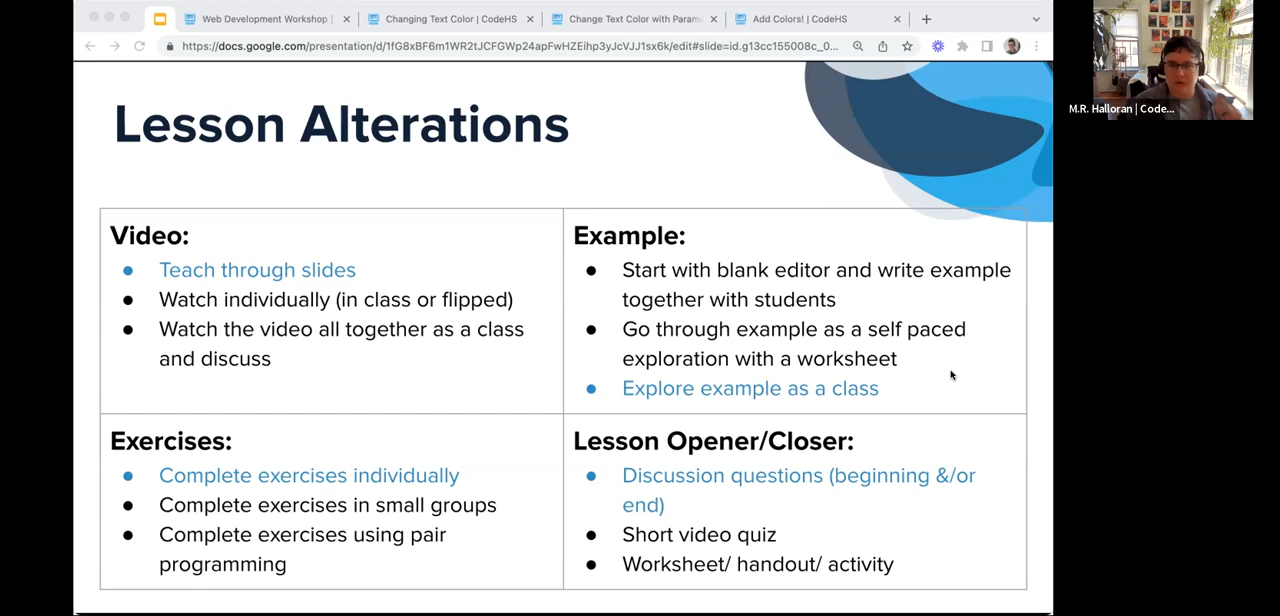 Web Development Workshop |
Changing Text Color | CodeHS
Change Text Color with Param
Add Colors! | CodeHS
https://docs.google.com/presentation/d/1fG8xBF6m1WR2tJCFGWp24apFwHZEihp3yJcVJJ1sx6k/edit#slide=id.g13cc155008c_0...
M.R. Halloran | Code...
Lesson Alterations
Video:
• Teach through slides
• Watch individually (in class or flipped)
• Watch the video all together as a class
and discuss
Example:
• Start with blank editor and write example
together with students
• Go through example as a self paced
exploration with a worksheet
• Explore example as a class
Exercises:
• Complete exercises individually
• Complete exercises in small groups
• Complete exercises using pair
programming
Lesson Opener/Closer:
• Discussion questions (beginning &/or
end)
• Short video quiz
• Worksheet/ handout/ activity